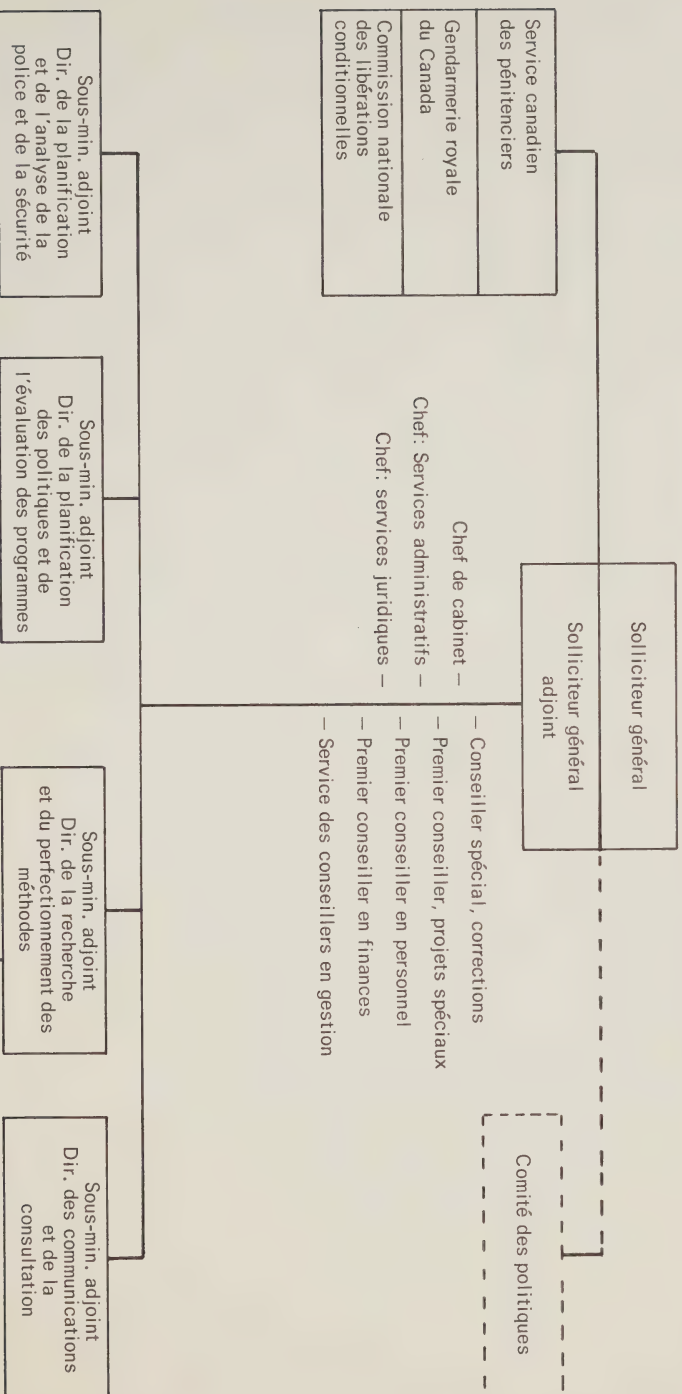 Solliciteur général
Solliciteur général
adjoint
Service canadien
des pénitenciers
Gendarmerie royale
du Canada
Commission nationale
des libérations
conditionnelles
Comité des politiques
Chef de cabinet –
Chef: Services administratifs –
Chef: services juridiques –
– Conseiller spécial, corrections
– Premier conseiller, projets spéciaux
– Premier conseiller en personnel
– Premier conseiller en finances
– Service des conseillers en gestion
Sous-min. adjoint
Dir. de la planification
et de l'analyse de la
police et de la sécurité
Sous-min. adjoint
Dir. de la planification
des politiques et de
l'évaluation des programmes
Sous-min. adjoint
Dir. de la recherche
et du perfectionnement des
méthodes
Sous-min. adjoint
Dir. des communications
et de la
consultation